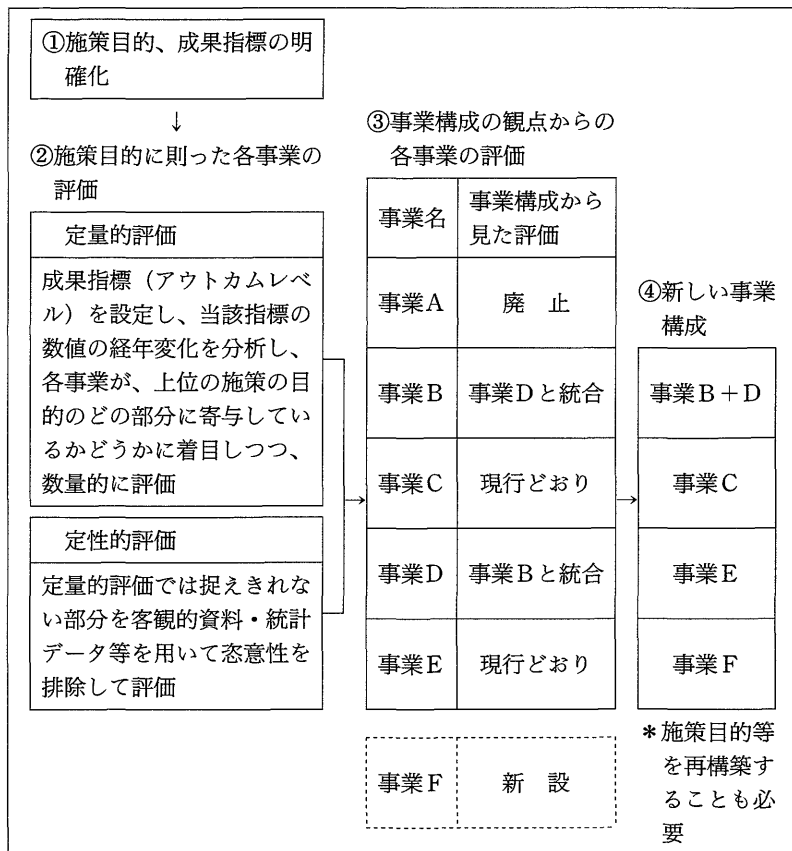 ①施策目的、成果指標の明
確化
↓
②施策目的に則った各事業の
評価
定量的評価
成果指標（アウトカムレベ
ル）を設定し、当該指標の
数値の経年変化を分析し、
各事業が、上位の施策の目
的のどの部分に寄与してい
るかどうかに着目しつつ、
数量的に評価
定性的評価
定量的評価では捉えきれな
い部分を客観的資料・統計
データ等を用いて恣意性を
排除して評価
③事業構成の観点からの
各事業の評価
事業名 事業構成から
見た評価
事業A 廃　止
事業B 事業Dと統合
事業C 現行どおり
事業D 事業Bと統合
事業E 現行どおり
事業F 新　設
④新しい事業
構成
事業B＋D
事業C
事業E
事業F
＊施策目的等
を再構築す
ることも必
要